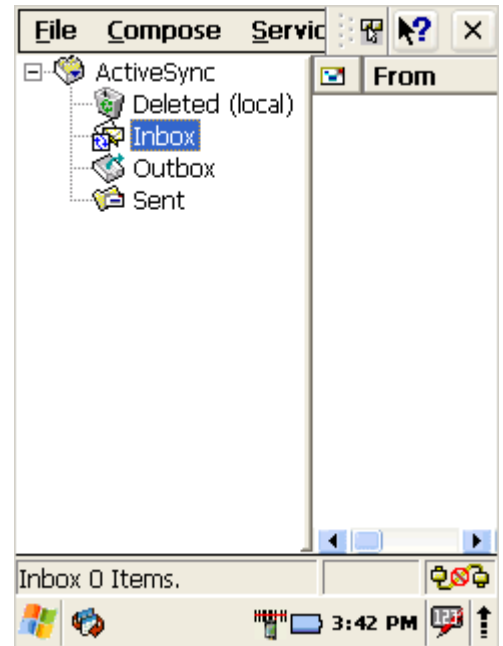 File Compose Servic ?
ActiveSync
From
Deleted (local)
Inbox
Outbox
Sent
Inbox 0 Items.
3:42 PM